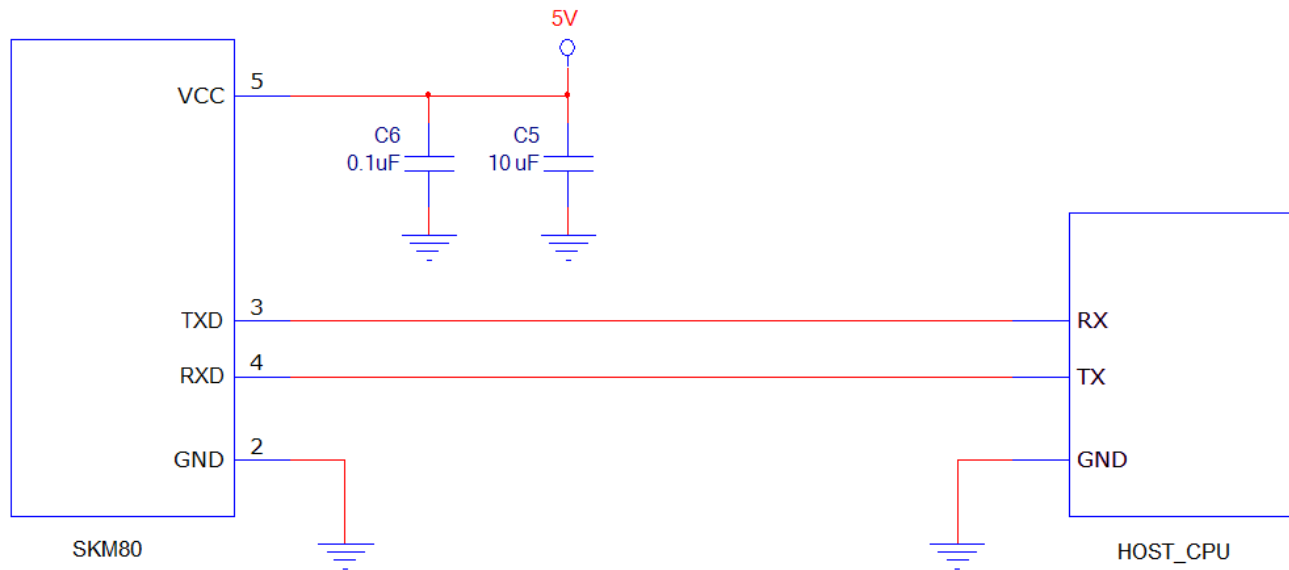 5V
VCC 5
C6
0.1uF
C5
10 uF
TXD 3
RX
RXD 4
TX
GND 2
GND
SKM80
HOST_CPU